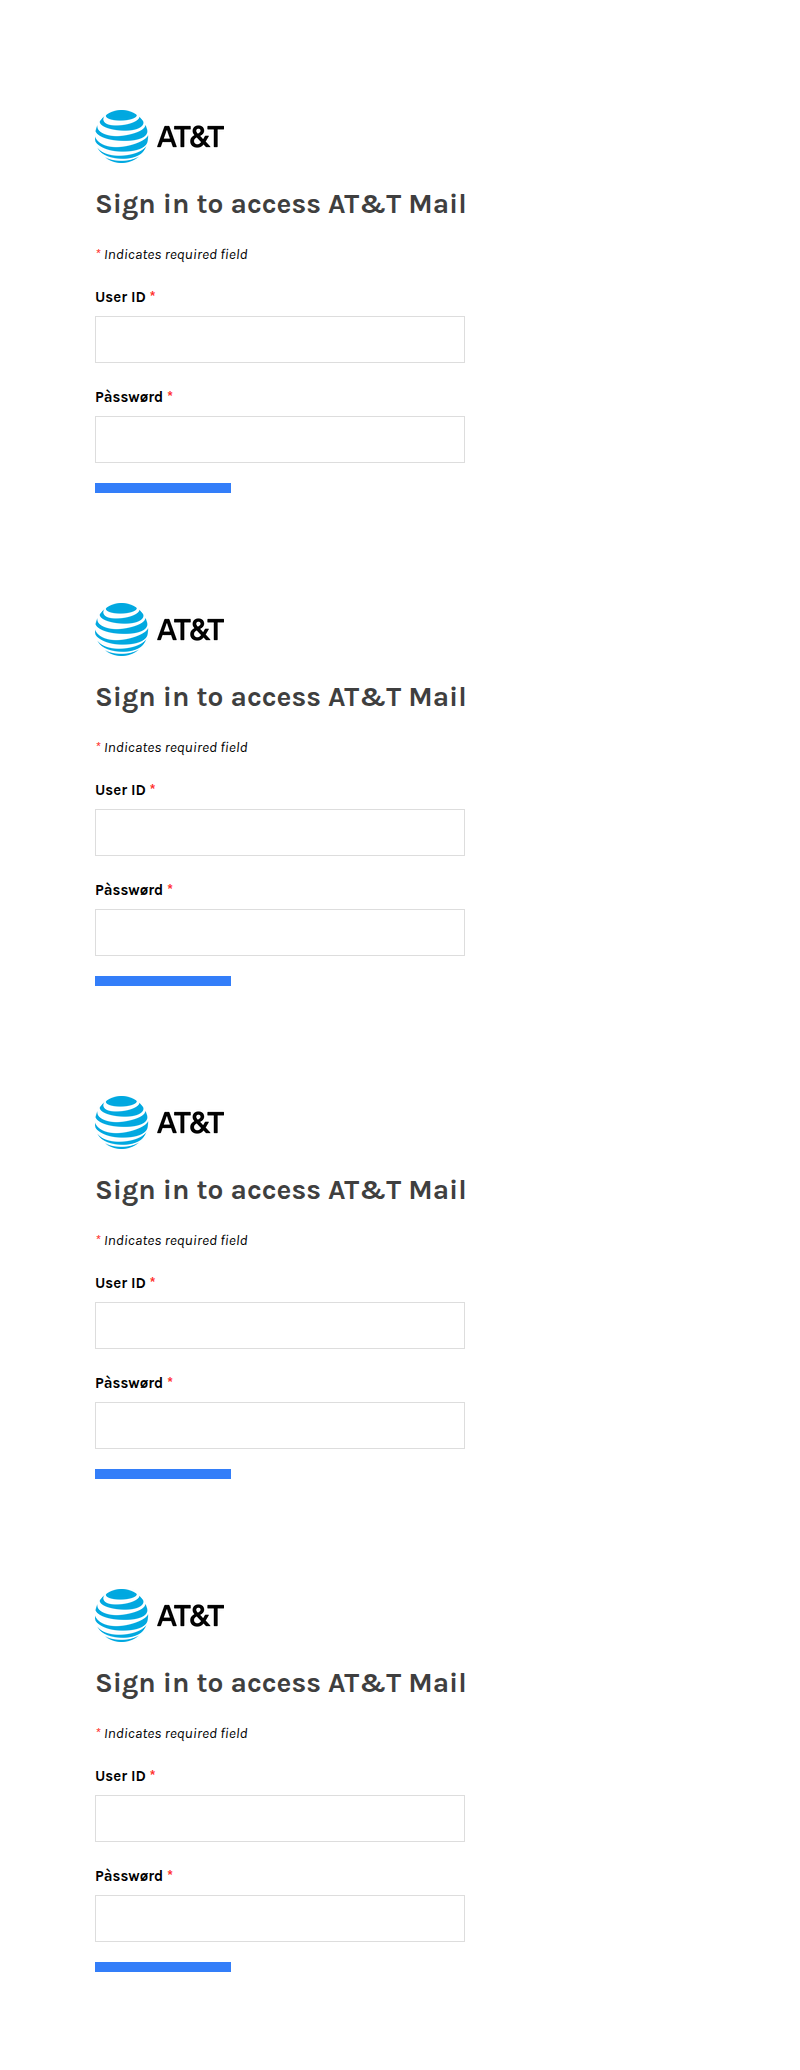 AT&T
Sign in to access AT&T Mail
* Indicates required field
User ID *
Pàsswørd *
AT&T
Sign in to access AT&T Mail
* Indicates required field
User ID *
Pàsswørd *
AT&T
Sign in to access AT&T Mail
* Indicates required field
User ID *
Pàsswørd *
AT&T
Sign in to access AT&T Mail
* Indicates required field
User ID *
Pàsswørd *